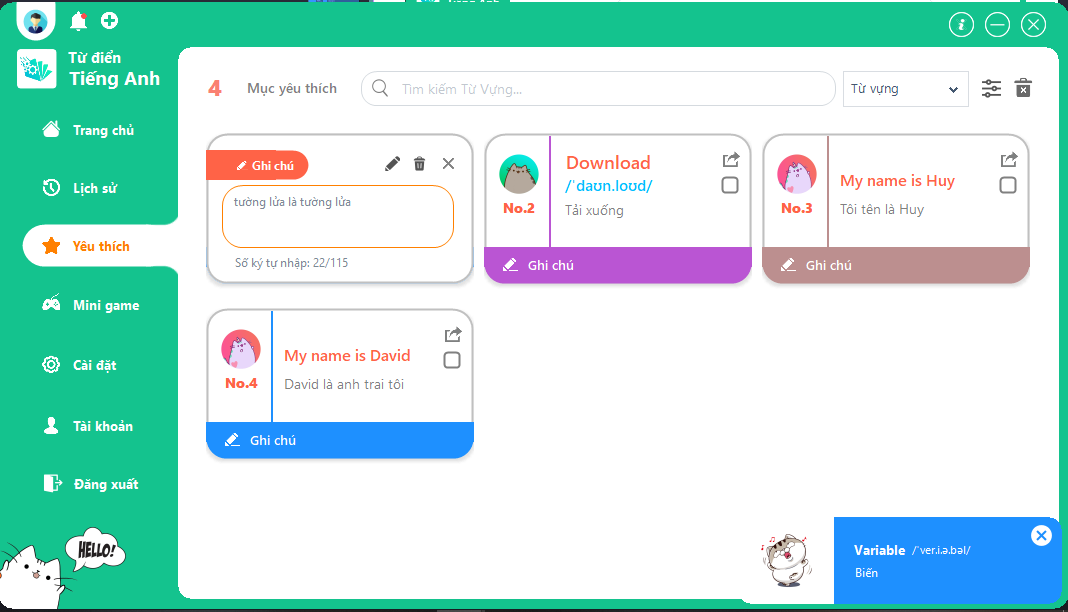 Từ điển
Tiếng Anh
Trang chủ
Lịch sử
Yêu thích
Mini game
Cài đặt
Tài khoản
Đăng xuất
HELLO!
4 Mục yêu thích
Tìm kiếm Từ Vựng...
Từ vựng
Ghi chú
tường lửa là tường lửa
Số ký tự nhập: 22/115
No.2
Download
/ˈdaʊn.loʊd/
Tải xuống
Ghi chú
No.3
My name is Huy
Tôi tên là Huy
Ghi chú
No.4
My name is David
David là anh trai tôi
Ghi chú
Variable /ˈver.i.ə.bəl/
Biến